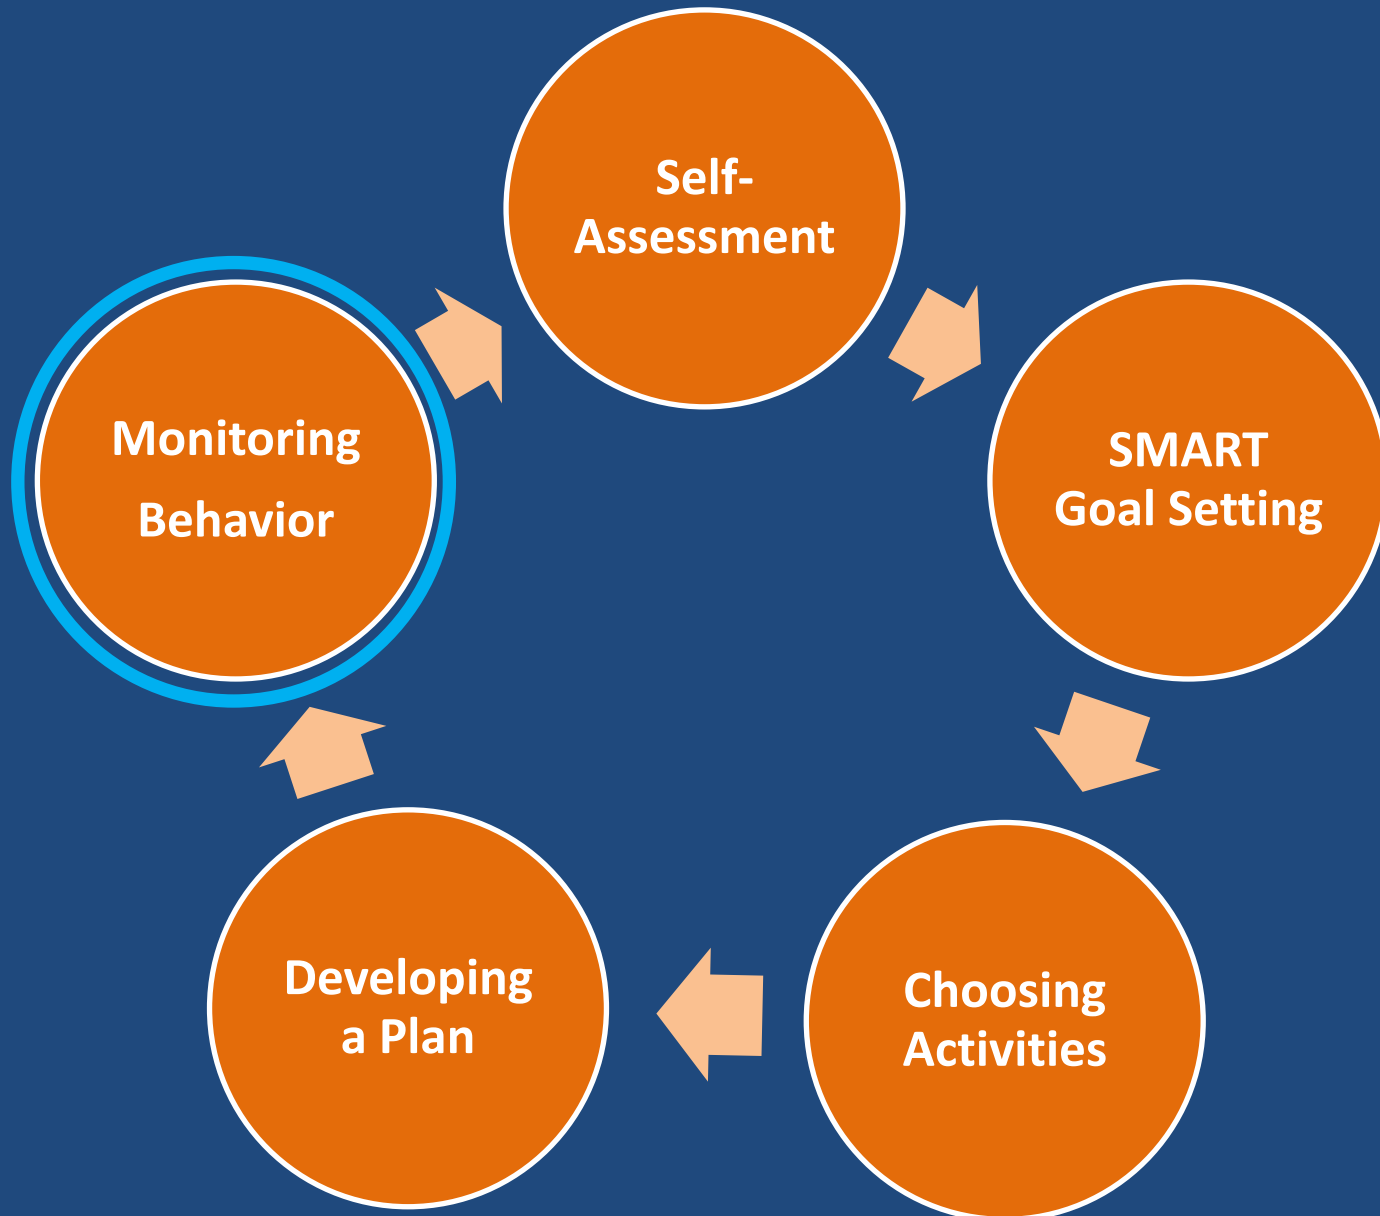 Self-
Assessment
SMART
Goal Setting
Choosing
Activities
Developing
a Plan
Monitoring
Behavior